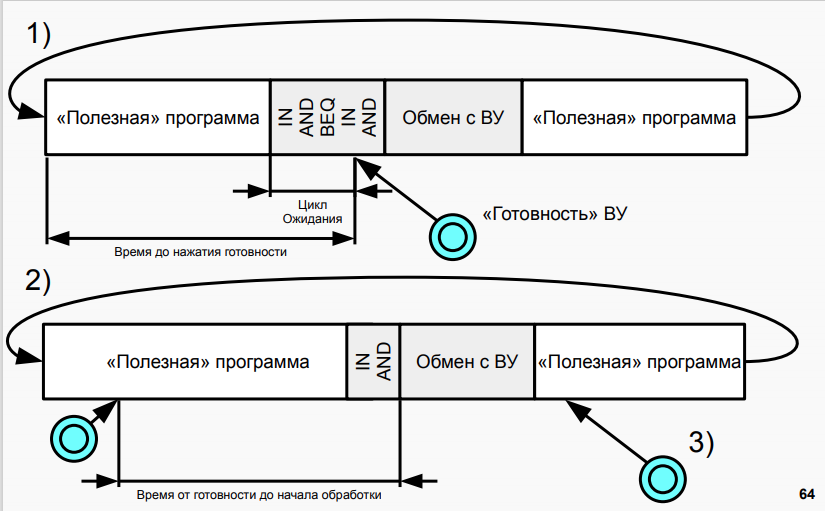 1)
«Полезная» программа
IN
AND
BEQ
IN
AND
Обмен с ВУ
«Полезная» программа
Цикл
Ожидания
«Готовность» ВУ
Время до нажатия готовности
2)
«Полезная» программа
IN
AND
Обмен с ВУ
«Полезная» программа
3)
Время от готовности до начала обработки
64